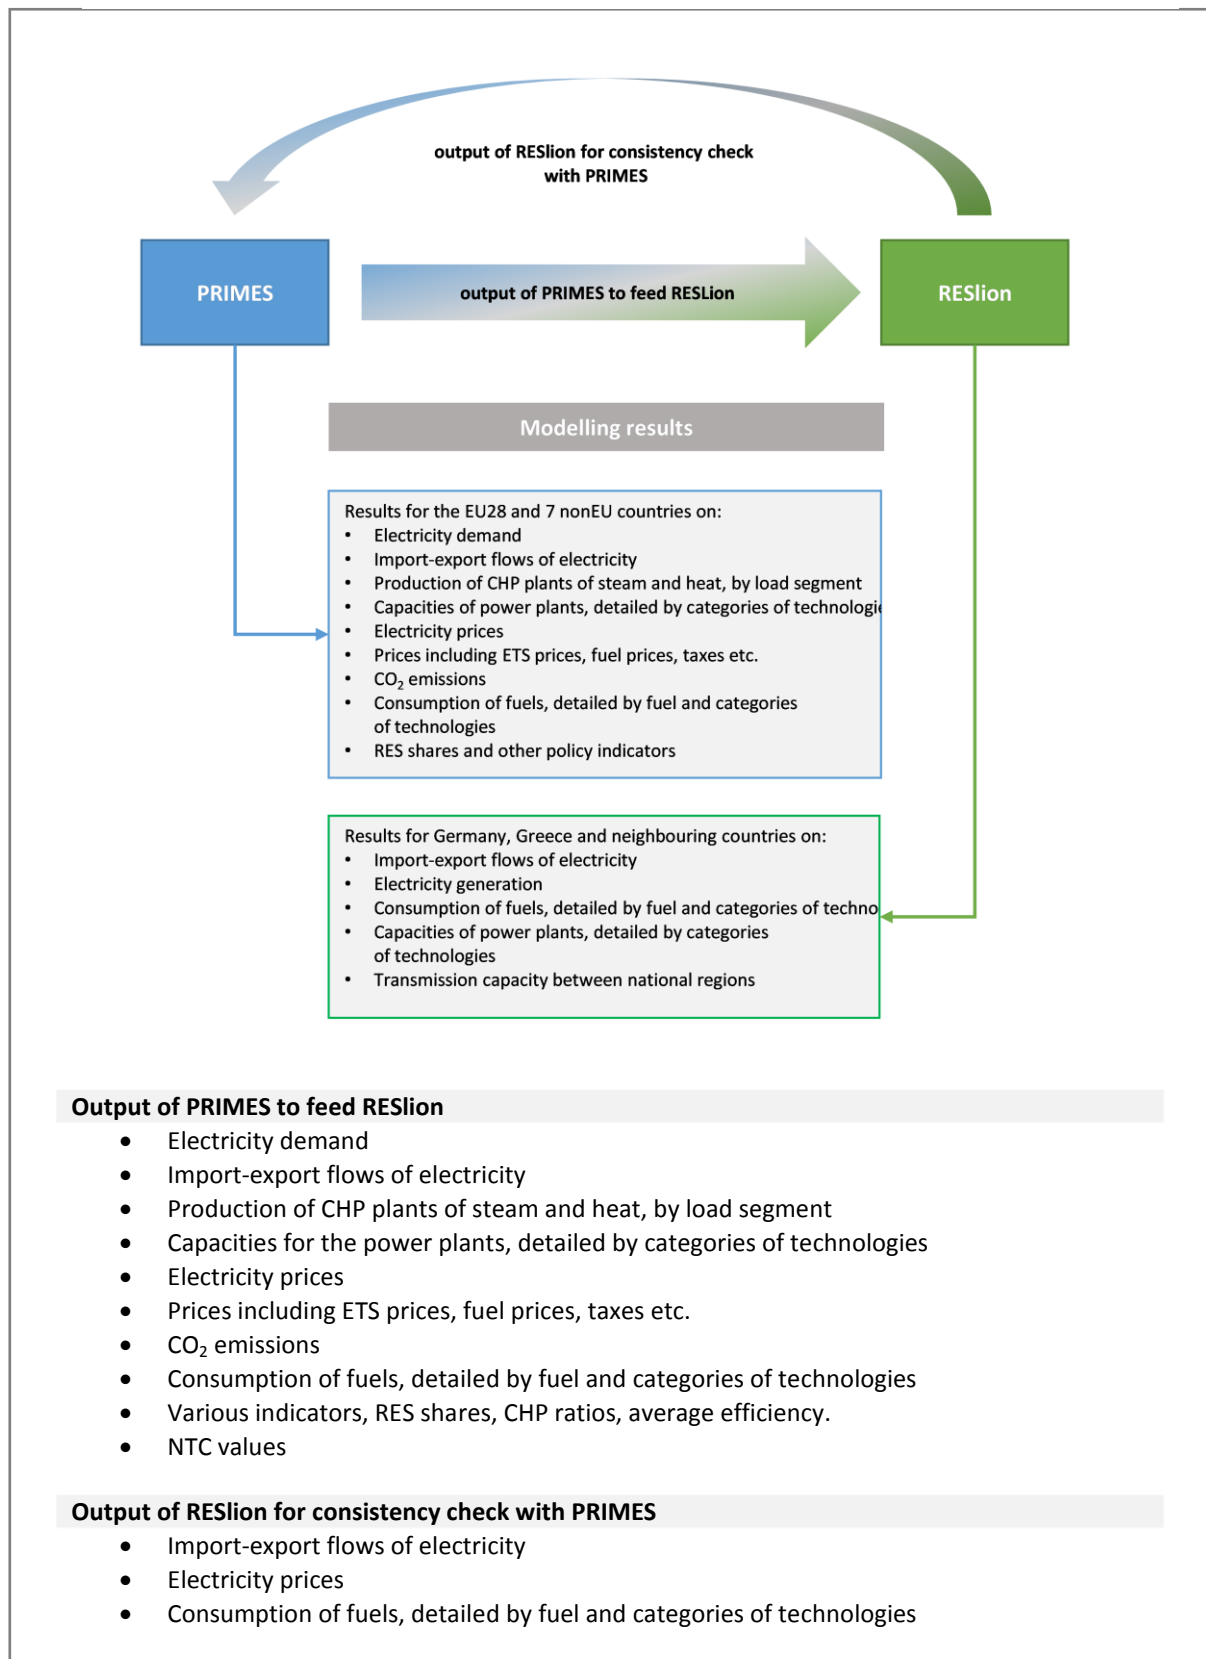 output of RESlion for consistency check
with PRIMES
PRIMES
output of PRIMES to feed RESLion
RESlion
Modelling results
Results for the EU28 and 7 nonEU countries on:
• Electricity demand
• Import-export flows of electricity
• Production of CHP plants of steam and heat, by load segment
• Capacities of power plants, detailed by categories of technologie
• Electricity prices
• Prices including ETS prices, fuel prices, taxes etc.
• CO₂ emissions
• Consumption of fuels, detailed by fuel and categories
of technologies
• RES shares and other policy indicators
Results for Germany, Greece and neighbouring countries on:
• Import-export flows of electricity
• Electricity generation
• Consumption of fuels, detailed by fuel and categories of techno
• Capacities of power plants, detailed by categories
of technologies
• Transmission capacity between national regions
Output of PRIMES to feed RESlion
• Electricity demand
• Import-export flows of electricity
• Production of CHP plants of steam and heat, by load segment
• Capacities for the power plants, detailed by categories of technologies
• Electricity prices
• Prices including ETS prices, fuel prices, taxes etc.
• CO₂ emissions
• Consumption of fuels, detailed by fuel and categories of technologies
• Various indicators, RES shares, CHP ratios, average efficiency.
• NTC values
Output of RESlion for consistency check with PRIMES
• Import-export flows of electricity
• Electricity prices
• Consumption of fuels, detailed by fuel and categories of technologies